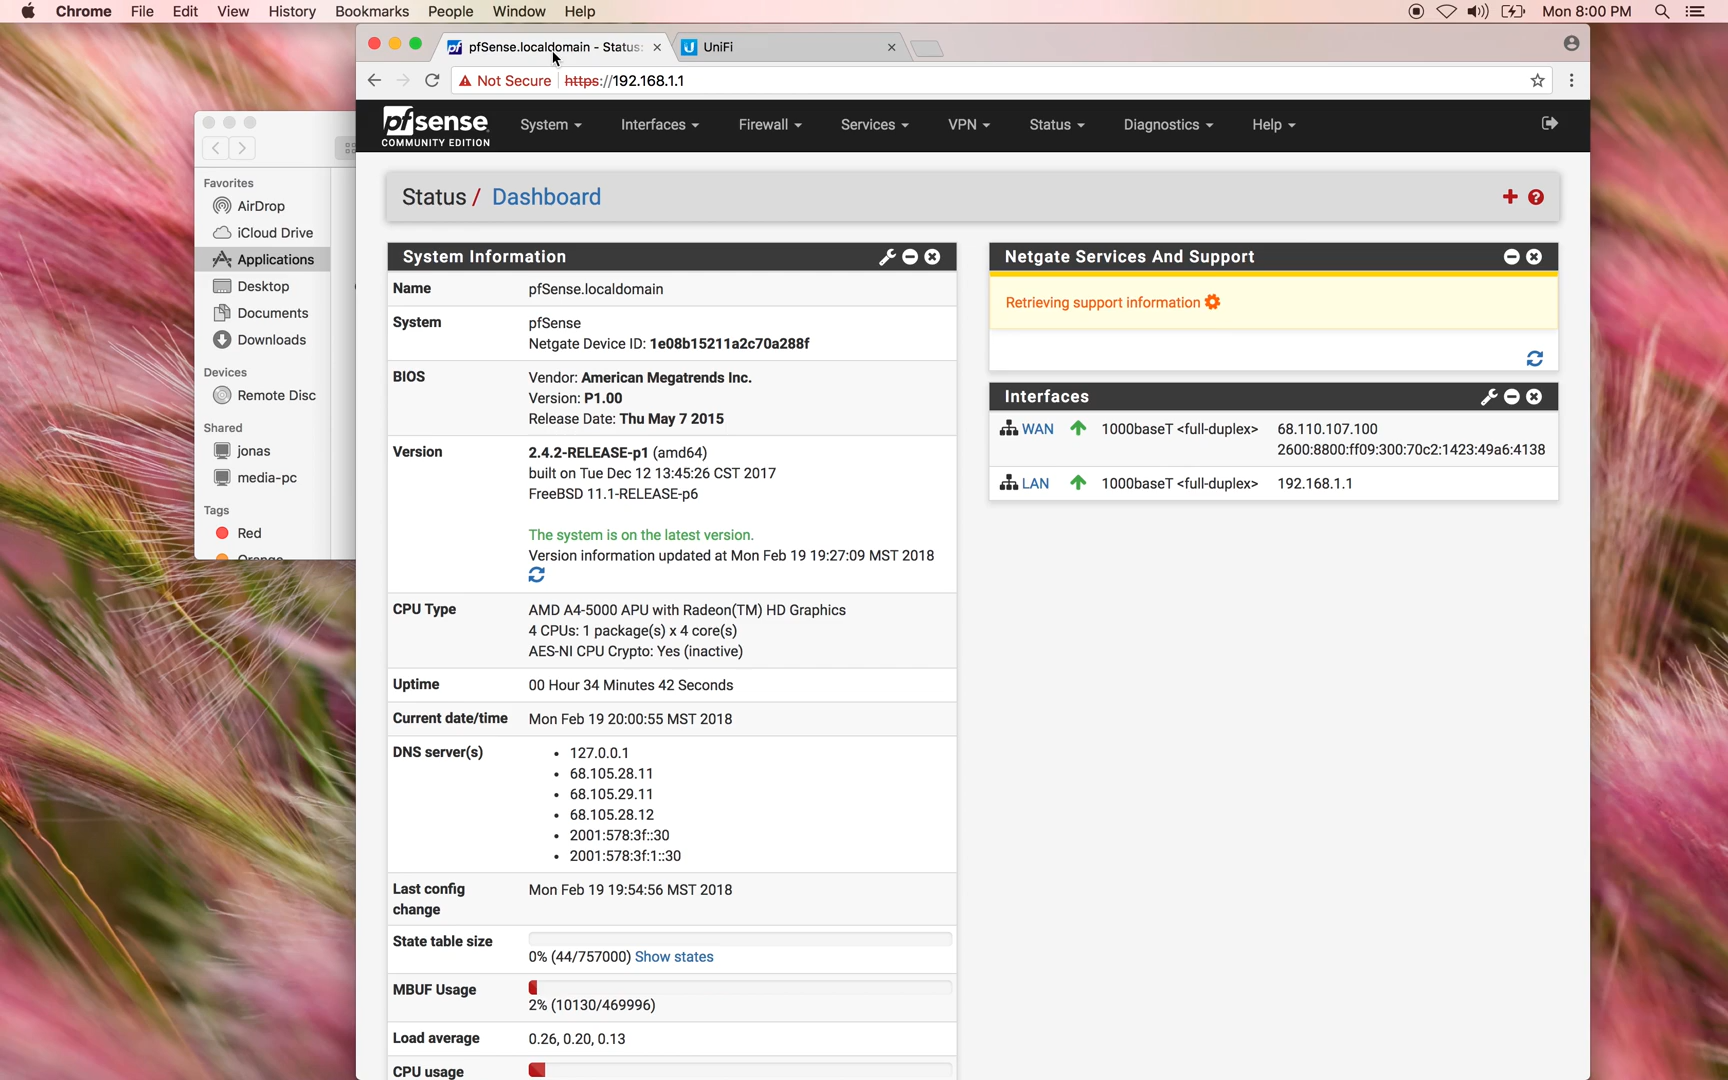 Chrome File Edit View History Bookmarks People Window Help Mon 8:00 PM
pfSense.localdomain - Status: UniFi
Not Secure https://192.168.1.1
pfsense
COMMUNITY EDITION
System Interfaces Firewall Services VPN Status Diagnostics Help
Favorites
AirDrop
iCloud Drive
Applications
Desktop
Documents
Downloads
Devices
Remote Disc
Shared
jonas
media-pc
Tags
Red
Orange
Status / Dashboard
System Information
Name pfSense.localdomain
System pfSense
Netgate Device ID: 1e08b15211a2c70a288f
BIOS Vendor: American Megatrends Inc.
Version: P1.00
Release Date: Thu May 7 2015
Version 2.4.2-RELEASE-p1 (amd64)
built on Tue Dec 12 13:45:26 CST 2017
FreeBSD 11.1-RELEASE-p6
The system is on the latest version.
Version information updated at Mon Feb 19 19:27:09 MST 2018
CPU Type AMD A4-5000 APU with Radeon(TM) HD Graphics
4 CPUs: 1 package(s) x 4 core(s)
AES-NI CPU Crypto: Yes (inactive)
Uptime 00 Hour 34 Minutes 42 Seconds
Current date/time Mon Feb 19 20:00:55 MST 2018
DNS server(s) • 127.0.0.1
• 68.105.28.11
• 68.105.29.11
• 68.105.28.12
• 2001:578:3f::30
• 2001:578:3f:1::30
Last config Mon Feb 19 19:54:56 MST 2018
change
State table size
0% (44/757000) Show states
MBUF Usage
2% (10130/469996)
Load average 0.26, 0.20, 0.13
CPU usage
Netgate Services And Support
Retrieving support information
Interfaces
WAN 1000baseT <full-duplex> 68.110.107.100
2600:8800:ff09:300:70c2:1423:49a6:4138
LAN 1000baseT <full-duplex> 192.168.1.1